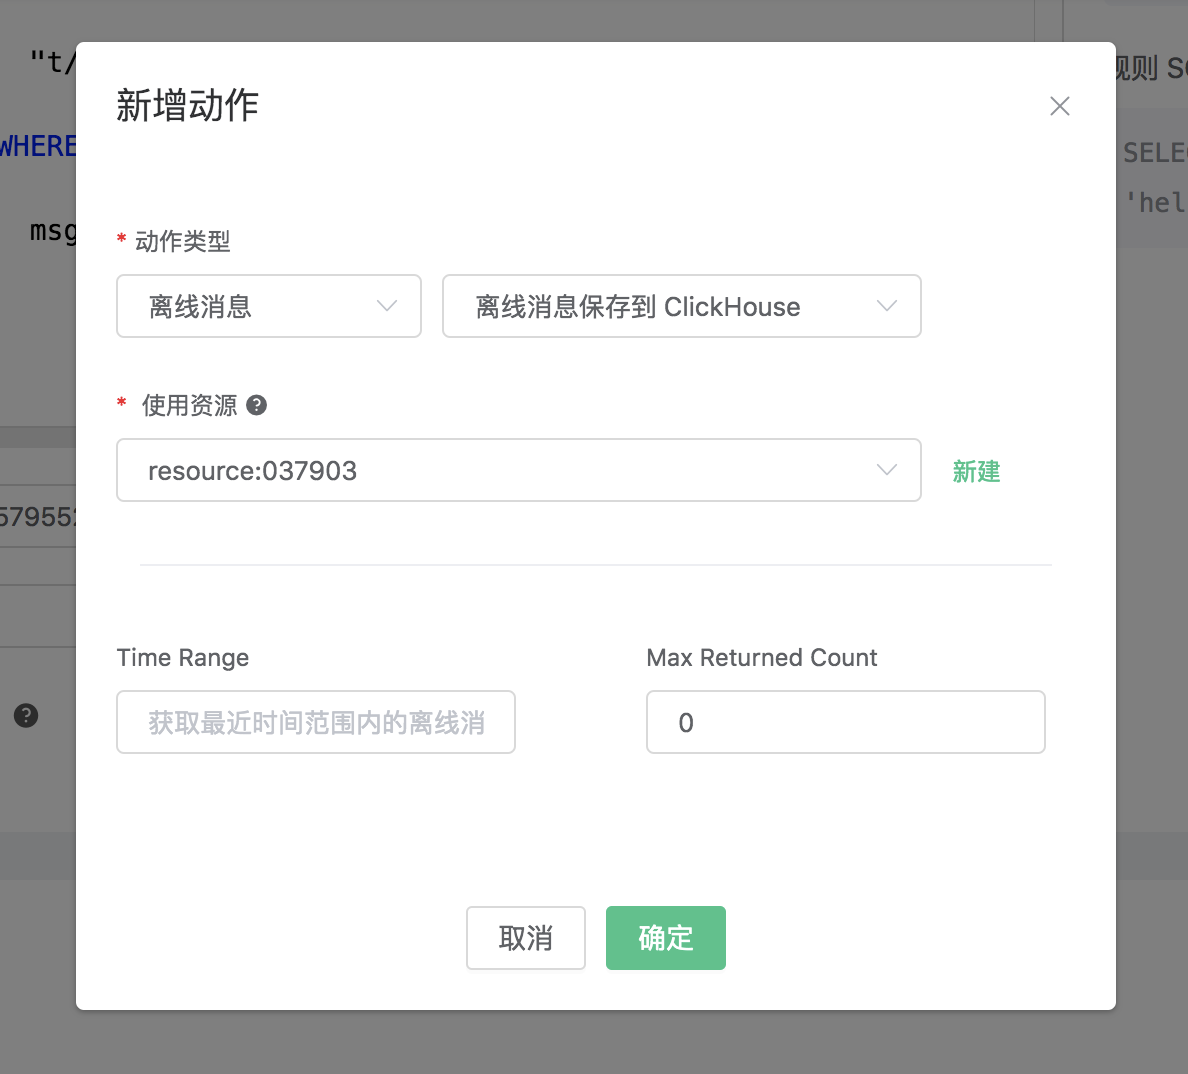 "t/
规则 S
新增动作
WHERE
SELE
'hel
msg
* 动作类型
离线消息
离线消息保存到 ClickHouse
* 使用资源 ?
resource:037903
新建
57955
Time Range
Max Returned Count
获取最近时间范围内的离线消
0
?
取消
确定